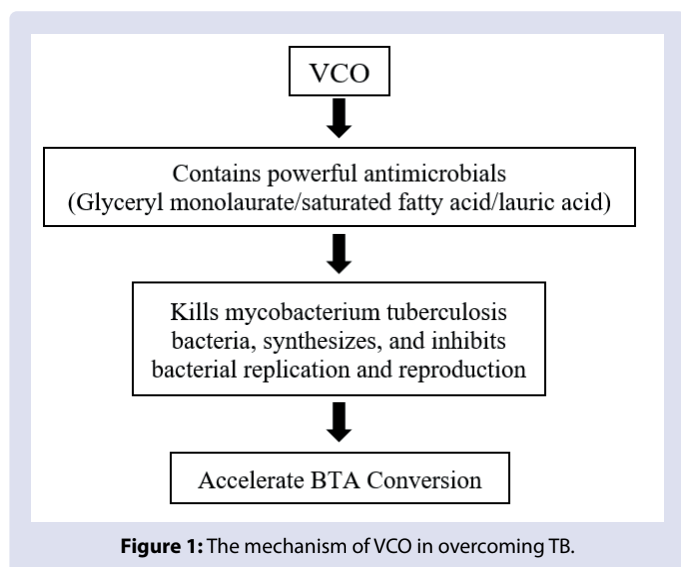 VCO
Contains powerful antimicrobials
(Glyceryl monolaurate/saturated fatty acid/lauric acid)
Kills mycobacterium tuberculosis
bacteria, synthesizes, and inhibits
bacterial replication and reproduction
Accelerate BTA Conversion
Figure 1: The mechanism of VCO in overcoming TB.